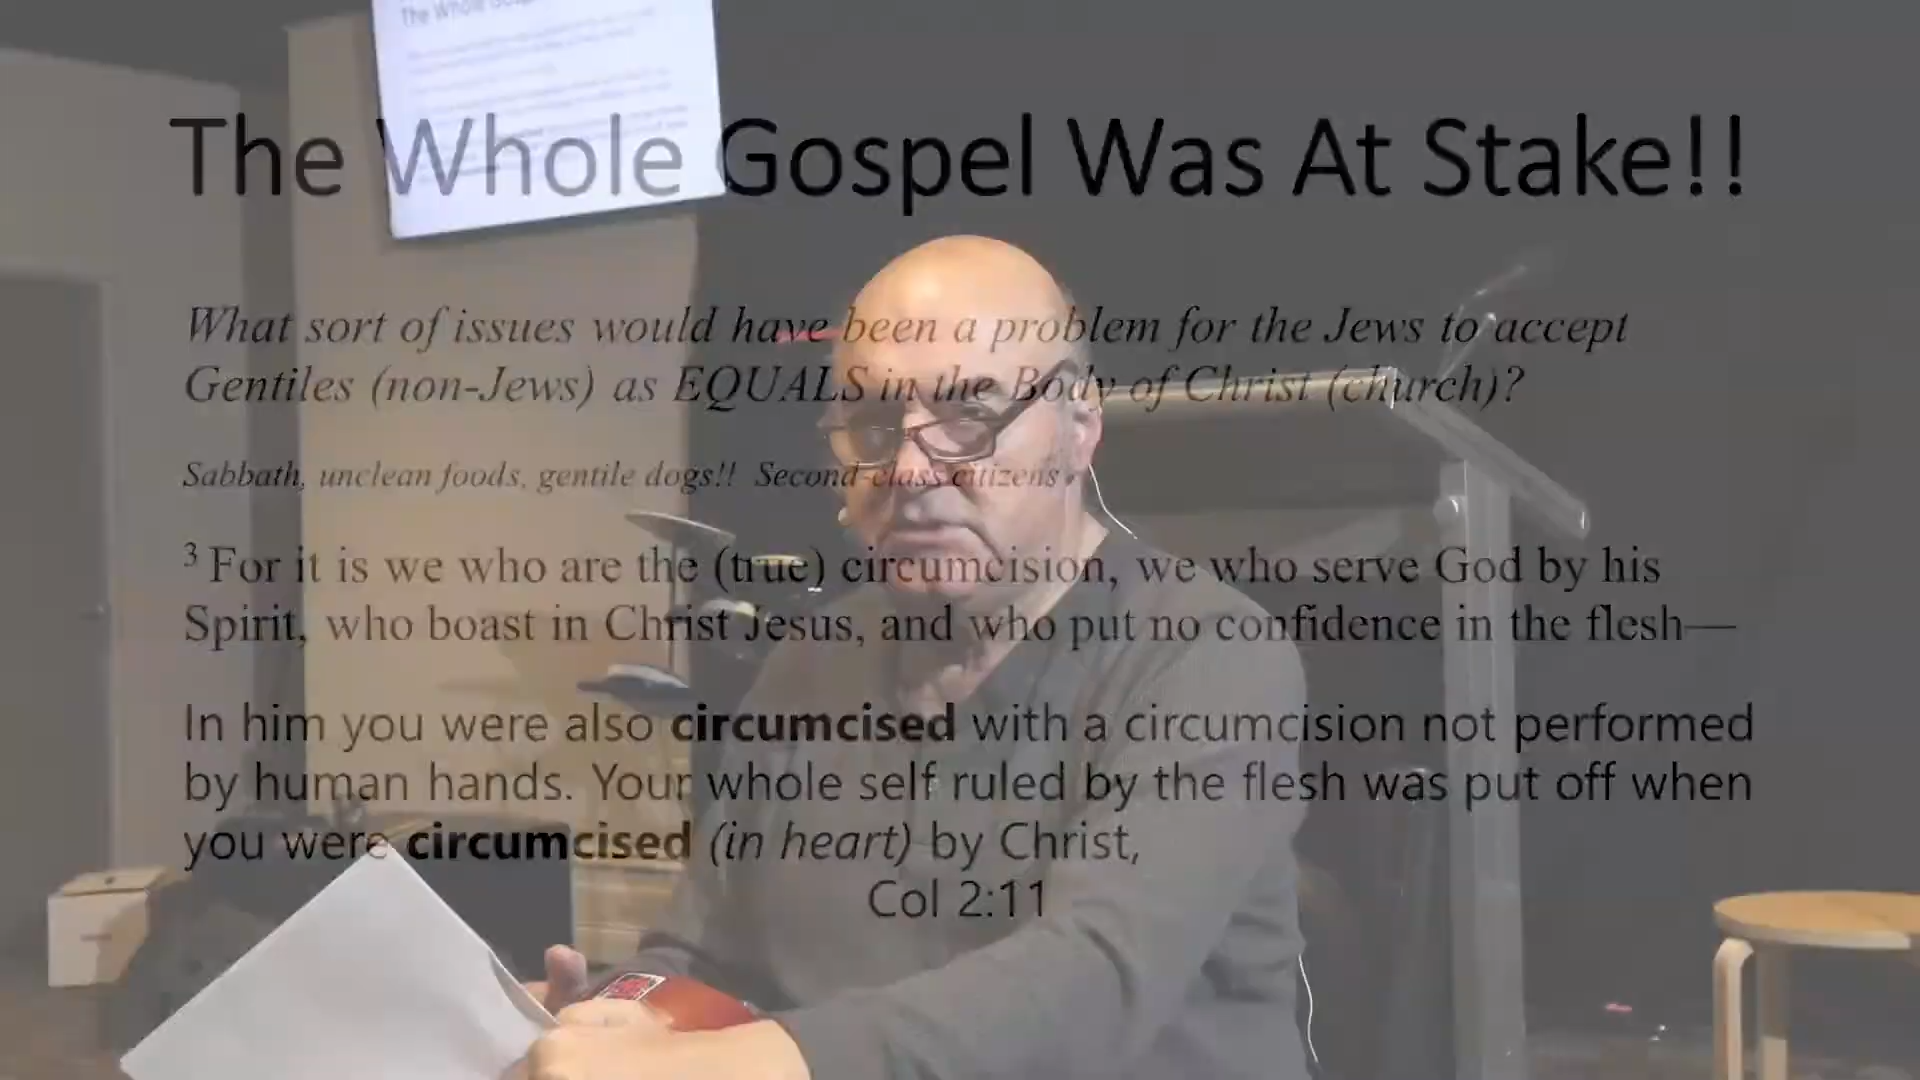 The Whole Gospel
The Whole Gospel Was At Stake!!
What sort of issues would have been a problem for the Jews to accept
Gentiles (non-Jews) as EQUALS in the Body of Christ (church)?
Sabbath, unclean foods, gentile dogs!! Second-class citizens
3 For it is we who are the (true) circumcision, we who serve God by his
Spirit, who boast in Christ Jesus, and who put no confidence in the flesh—
In him you were also circumcised with a circumcision not performed
by human hands. Your whole self ruled by the flesh was put off when
you were circumcised (in heart) by Christ,
Col 2:11